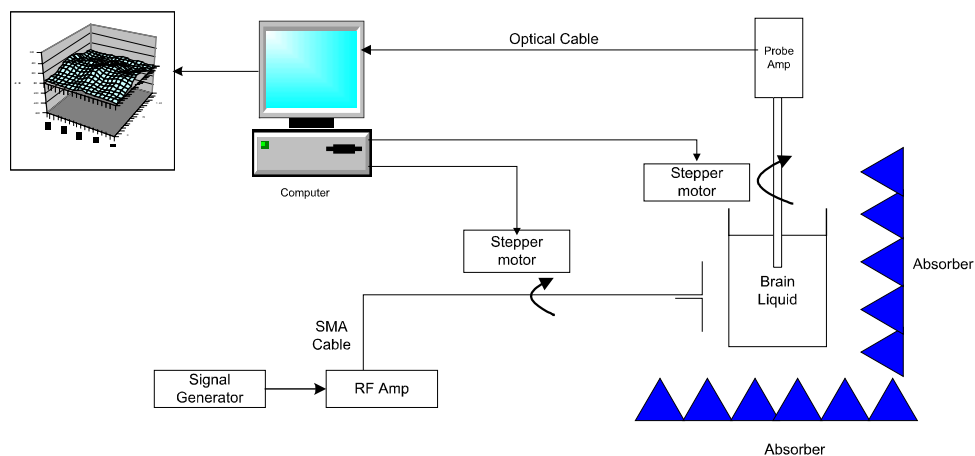 Optical Cable
Probe
Amp
Computer
Stepper
motor
Stepper
motor
Brain
Liquid
Absorber
SMA
Cable
Signal
Generator
RF Amp
Absorber